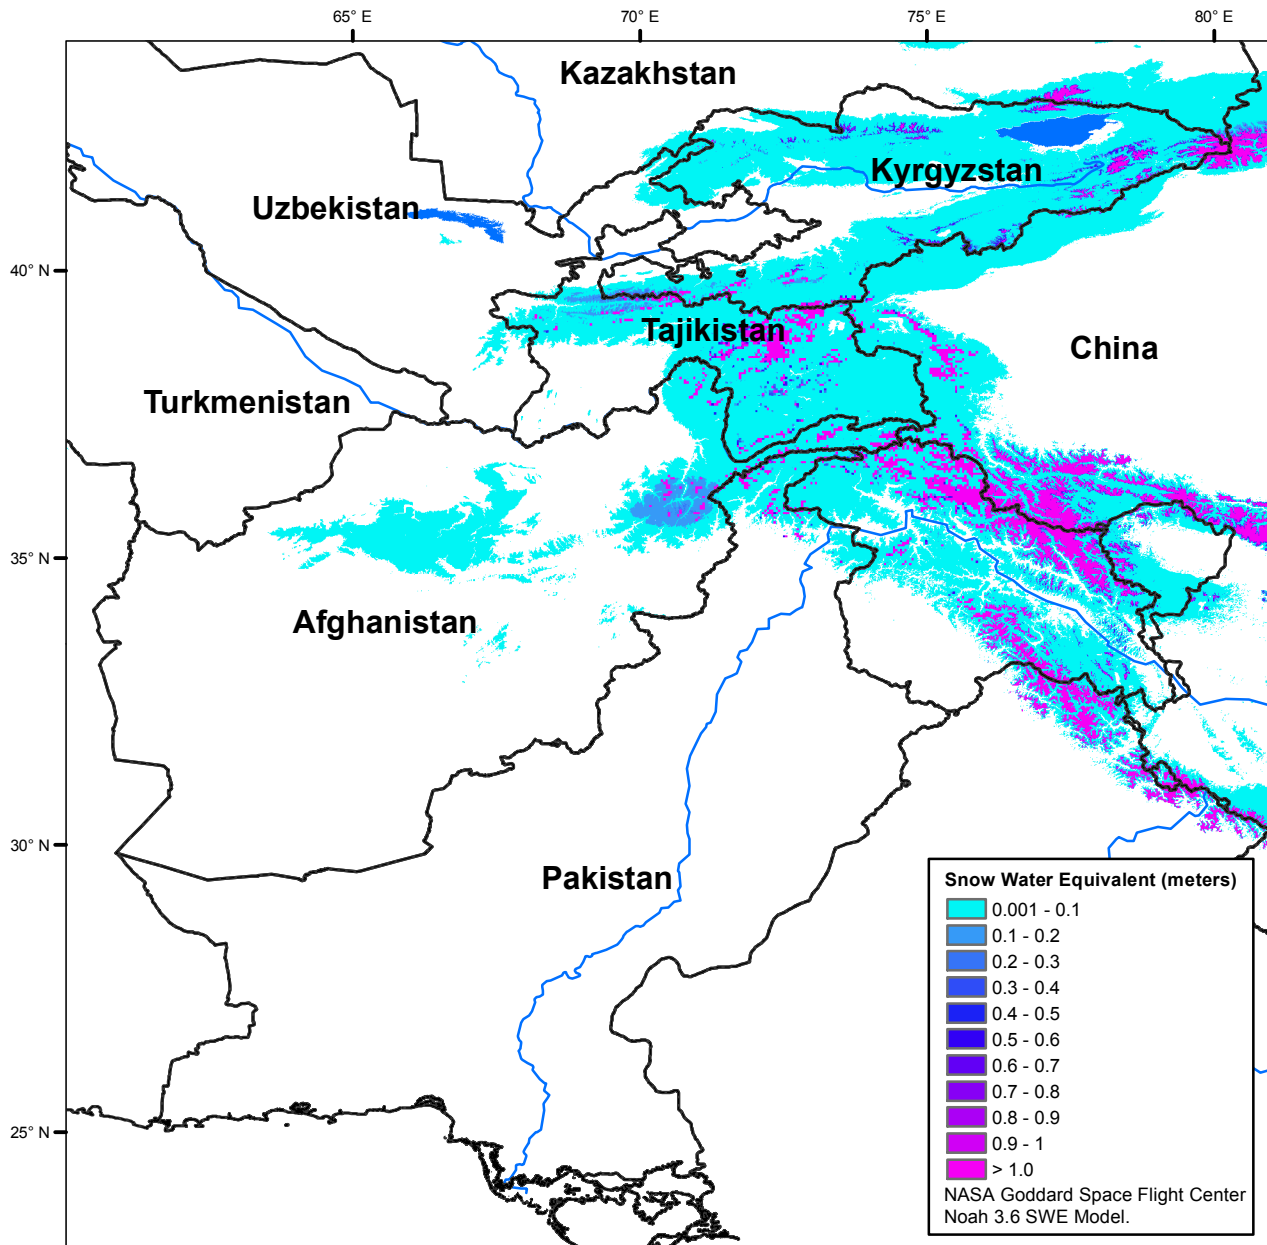 65° E
70° E
75° E
80° E
Kazakhstan
Kyrgyzstan
Uzbekistan
40° N
Tajikistan
China
Turkmenistan
35° N
Afghanistan
30° N
Pakistan
25° N
Snow Water Equivalent (meters)
0.001 - 0.1
0.1 - 0.2
0.2 - 0.3
0.3 - 0.4
0.4 - 0.5
0.5 - 0.6
0.6 - 0.7
0.7 - 0.8
0.8 - 0.9
0.9 - 1
> 1.0
NASA Goddard Space Flight Center
Noah 3.6 SWE Model.